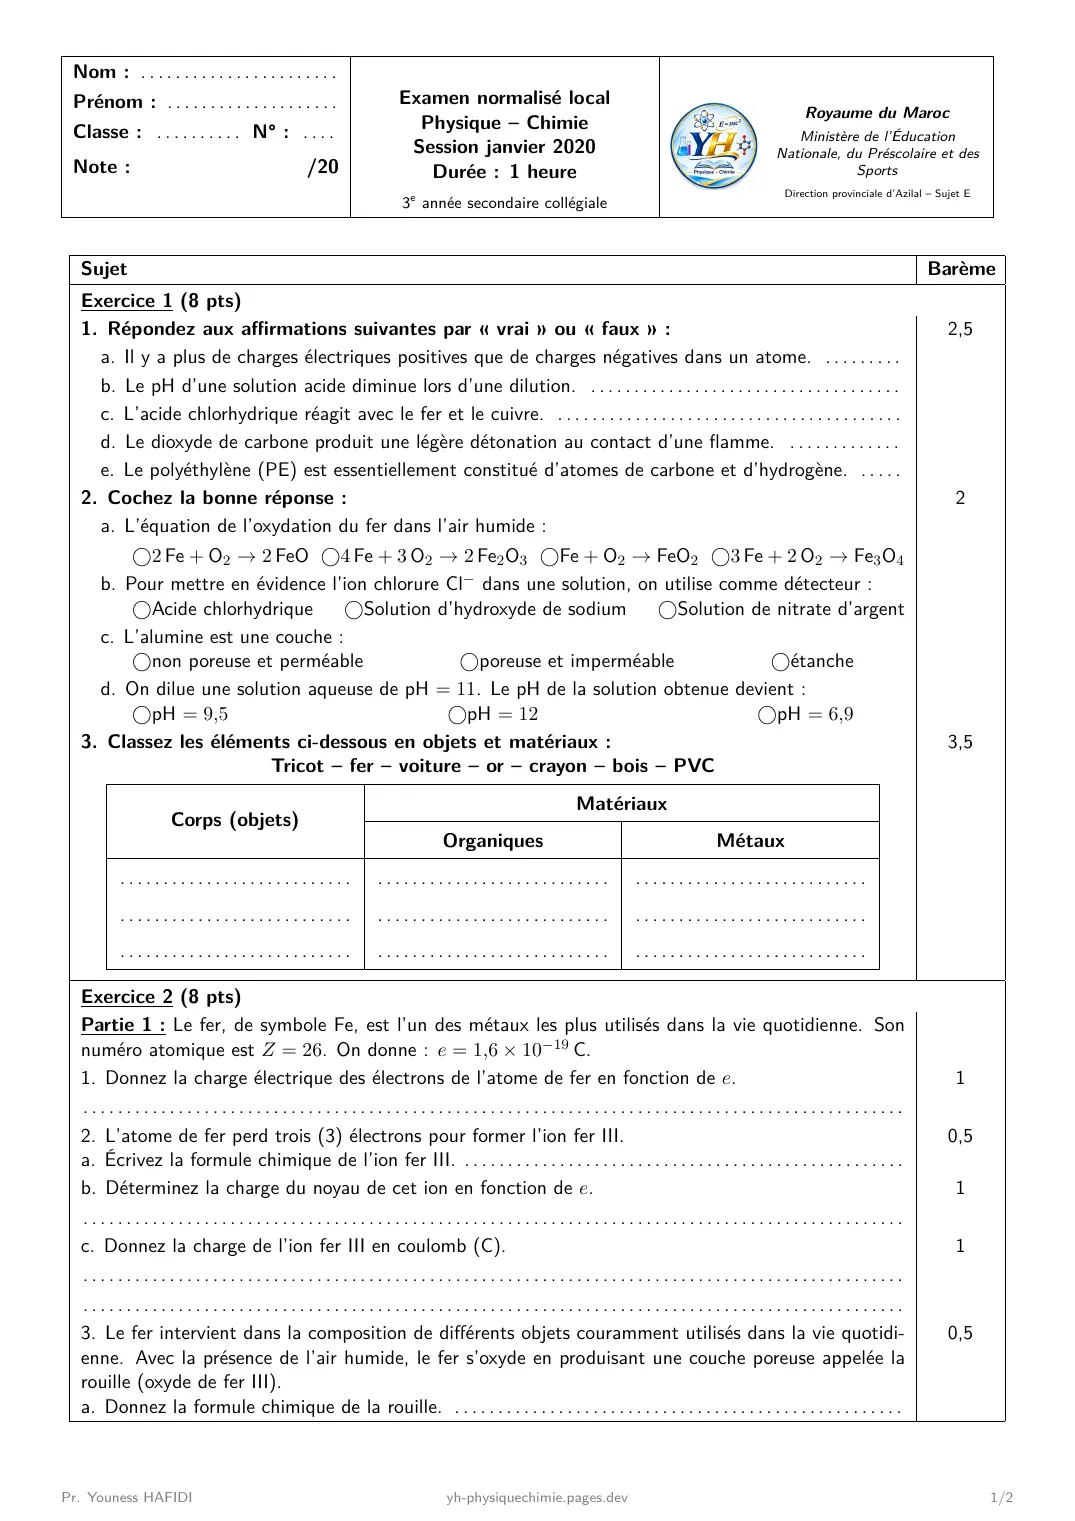 Nom : .......................
Prénom : ....................
Classe : .......... N° : ....
Note : /20
Examen normalisé local
Physique – Chimie
Session janvier 2020
Durée : 1 heure
3e année secondaire collégiale
E=mc²
YH
Physique - Chimie
Royaume du Maroc
Ministère de l'Éducation
Nationale, du Préscolaire et des
Sports
Direction provinciale d'Azilal – Sujet E
Sujet Barème
Exercice 1 (8 pts)
1. Répondez aux affirmations suivantes par « vrai » ou « faux » : 2,5
a. Il y a plus de charges électriques positives que de charges négatives dans un atome. .........
b. Le pH d'une solution acide diminue lors d'une dilution. ....................................
c. L'acide chlorhydrique réagit avec le fer et le cuivre. ........................................
d. Le dioxyde de carbone produit une légère détonation au contact d'une flamme. .............
e. Le polyéthylène (PE) est essentiellement constitué d'atomes de carbone et d'hydrogène. .....
2. Cochez la bonne réponse : 2
a. L'équation de l'oxydation du fer dans l'air humide :
○2 Fe + O₂ → 2 FeO ○4 Fe + 3 O₂ → 2 Fe₂O₃ ○Fe + O₂ → FeO₂ ○3 Fe + 2 O₂ → Fe₃O₄
b. Pour mettre en évidence l'ion chlorure Cl⁻ dans une solution, on utilise comme détecteur :
○Acide chlorhydrique ○Solution d'hydroxyde de sodium ○Solution de nitrate d'argent
c. L'alumine est une couche :
○non poreuse et perméable ○poreuse et imperméable ○étanche
d. On dilue une solution aqueuse de pH = 11. Le pH de la solution obtenue devient :
○pH = 9,5 ○pH = 12 ○pH = 6,9
3. Classez les éléments ci-dessous en objets et matériaux : 3,5
Tricot – fer – voiture – or – crayon – bois – PVC
Corps (objets) Matériaux
Organiques Métaux
........................... ........................... ...........................
........................... ........................... ...........................
........................... ........................... ...........................
Exercice 2 (8 pts)
Partie 1 : Le fer, de symbole Fe, est l'un des métaux les plus utilisés dans la vie quotidienne. Son
numéro atomique est Z = 26. On donne : e = 1,6 × 10⁻¹⁹ C.
1. Donnez la charge électrique des électrons de l'atome de fer en fonction de e. 1
...............................................................................................
2. L'atome de fer perd trois (3) électrons pour former l'ion fer III. 0,5
a. Écrivez la formule chimique de l'ion fer III. ...................................................
b. Déterminez la charge du noyau de cet ion en fonction de e. 1
...............................................................................................
c. Donnez la charge de l'ion fer III en coulomb (C). 1
...............................................................................................
...............................................................................................
3. Le fer intervient dans la composition de différents objets couramment utilisés dans la vie quotidi- 0,5
enne. Avec la présence de l'air humide, le fer s'oxyde en produisant une couche poreuse appelée la
rouille (oxyde de fer III).
a. Donnez la formule chimique de la rouille. ....................................................
Pr. Youness HAFIDI yh-physiquechimie.pages.dev 1/2